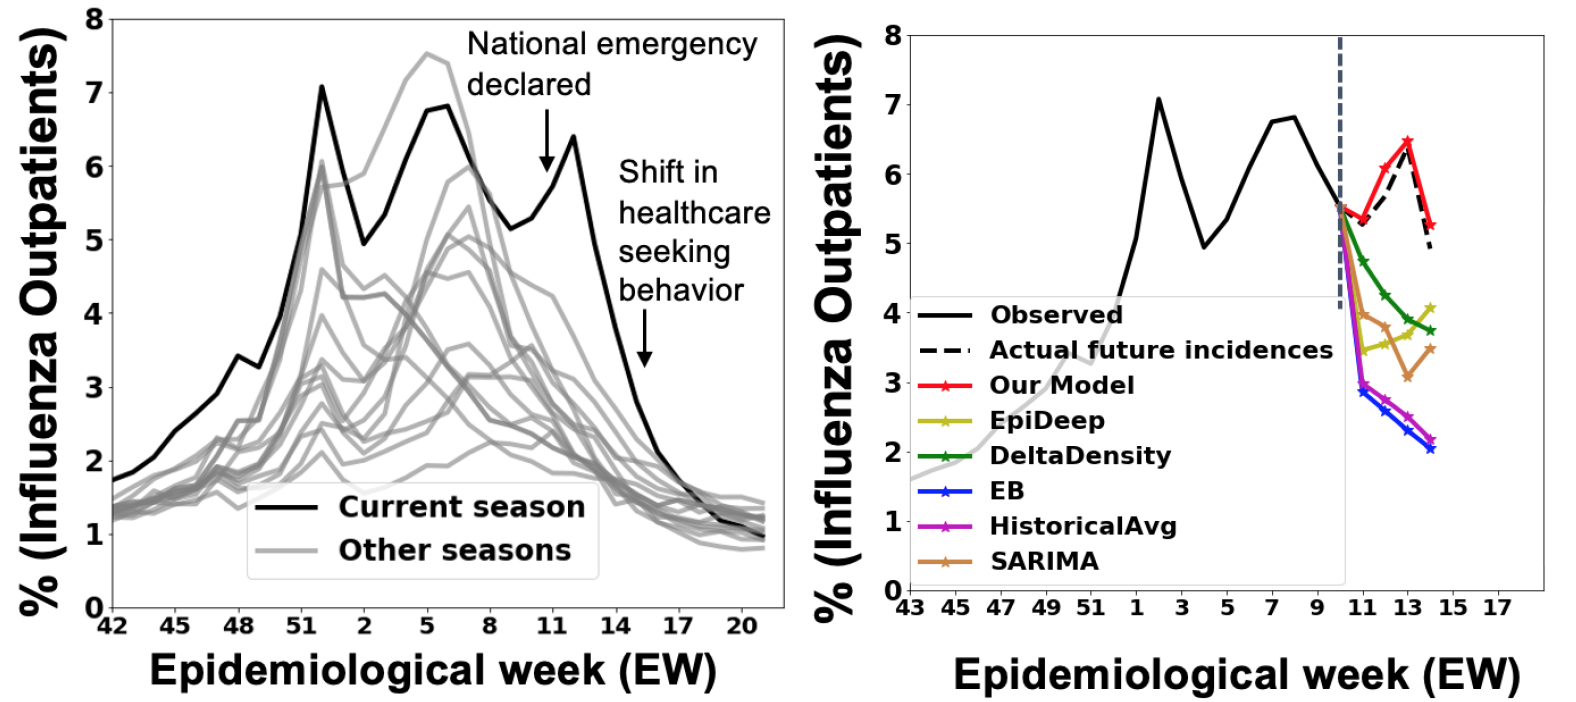 % (Influenza Outpatients)
8
7
6
5
4
3
2
1
0
National emergency
declared
Shift in
healthcare
seeking
behavior
Current season
Other seasons
42 45 48 51 2 5 8 11 14 17 20
Epidemiological week (EW)
% (Influenza Outpatients)
8
7
6
5
4
3
2
1
0
Observed
Actual future incidences
Our Model
EpiDeep
DeltaDensity
EB
HistoricalAvg
SARIMA
43 45 47 49 51 1 3 5 7 9 11 13 15 17
Epidemiological week (EW)